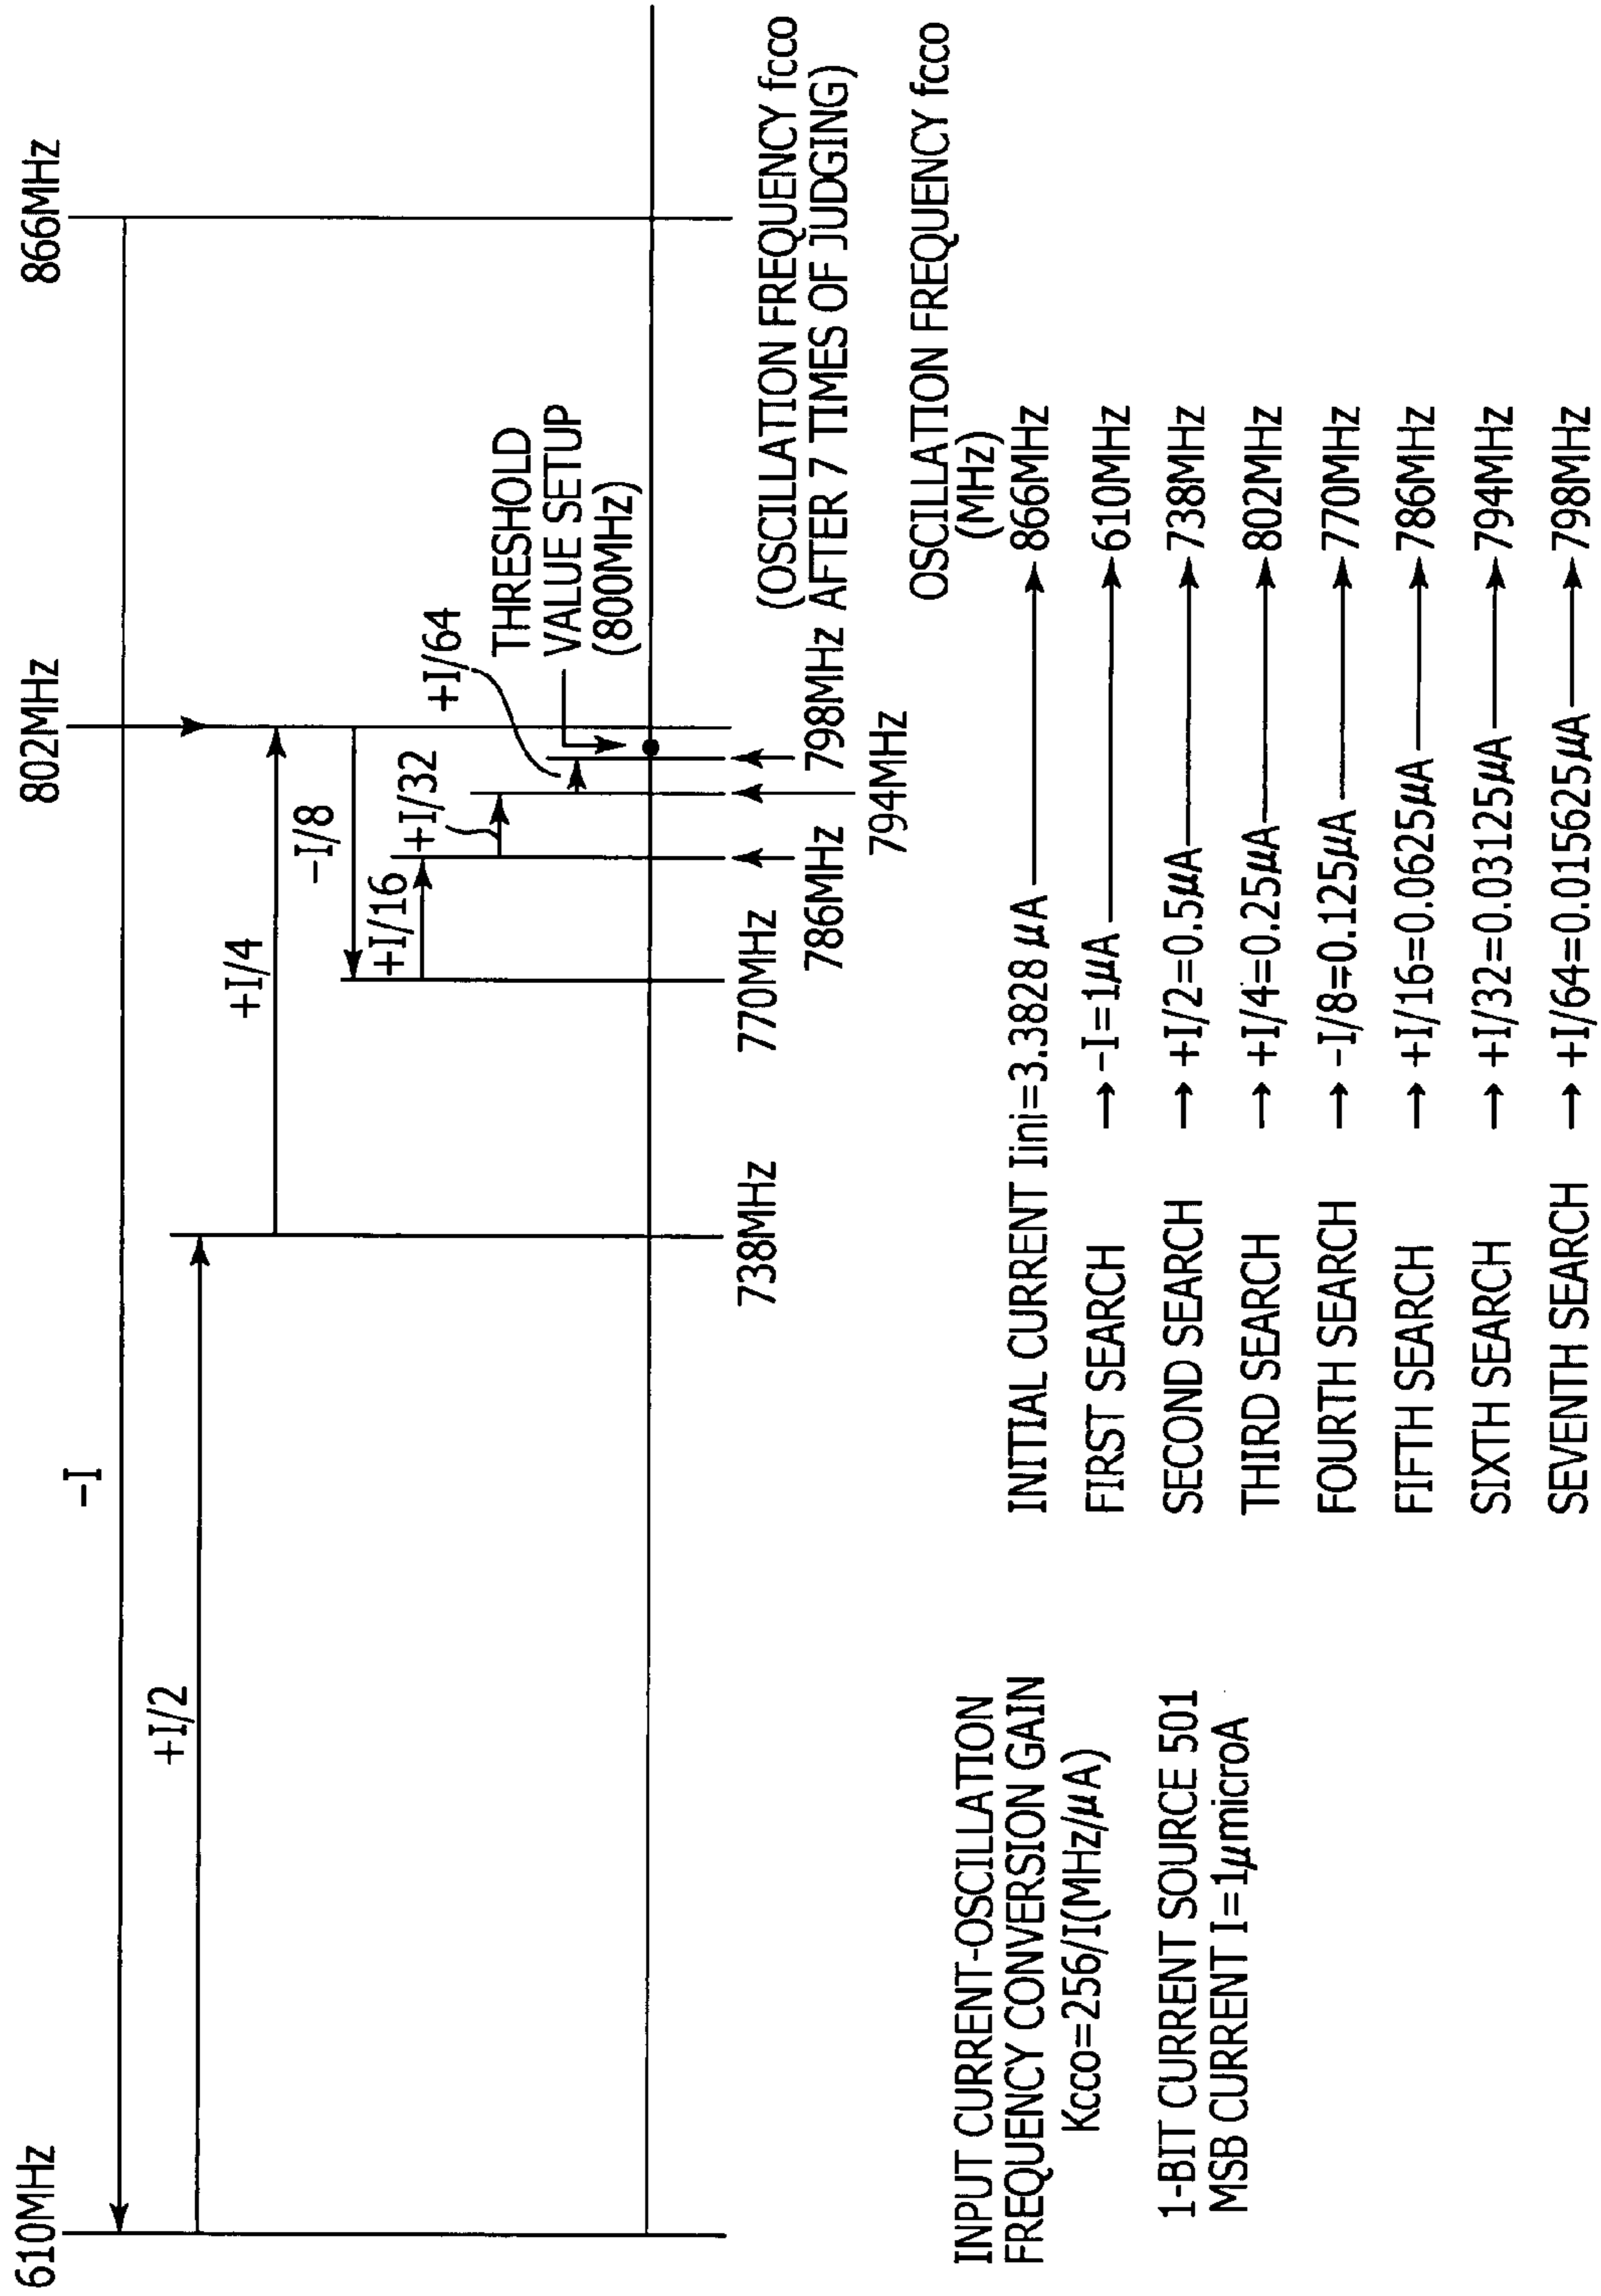 610MHz
802MHz
866MHz
−I
+I/2
+I/4
−I/8
+I/16
+I/32
+I/64
THRESHOLD
VALUE SETUP
(800MHz)
738MHz
770MHz
786MHz
794MHz
798MHz
(OSCILLATION FREQUENCY fcco
AFTER 7 TIMES OF JUDGING)
INPUT CURRENT-OSCILLATION
FREQUENCY CONVERSION GAIN
Kcco=256/I(MHz/μA)
1-BIT CURRENT SOURCE 501
MSB CURRENT I=1μmicroA
OSCILLATION FREQUENCY fcco
(MHz)
INITIAL CURRENT Iini=3.3828 μA → 866MHz
FIRST SEARCH → −I=1μA → 610MHz
SECOND SEARCH → +I/2=0.5μA → 738MHz
THIRD SEARCH → +I/4=0.25μA → 802MHz
FOURTH SEARCH → −I/8=0.125μA → 770MHz
FIFTH SEARCH → +I/16=0.0625μA → 786MHz
SIXTH SEARCH → +I/32=0.03125μA → 794MHz
SEVENTH SEARCH → +I/64=0.015625μA → 798MHz